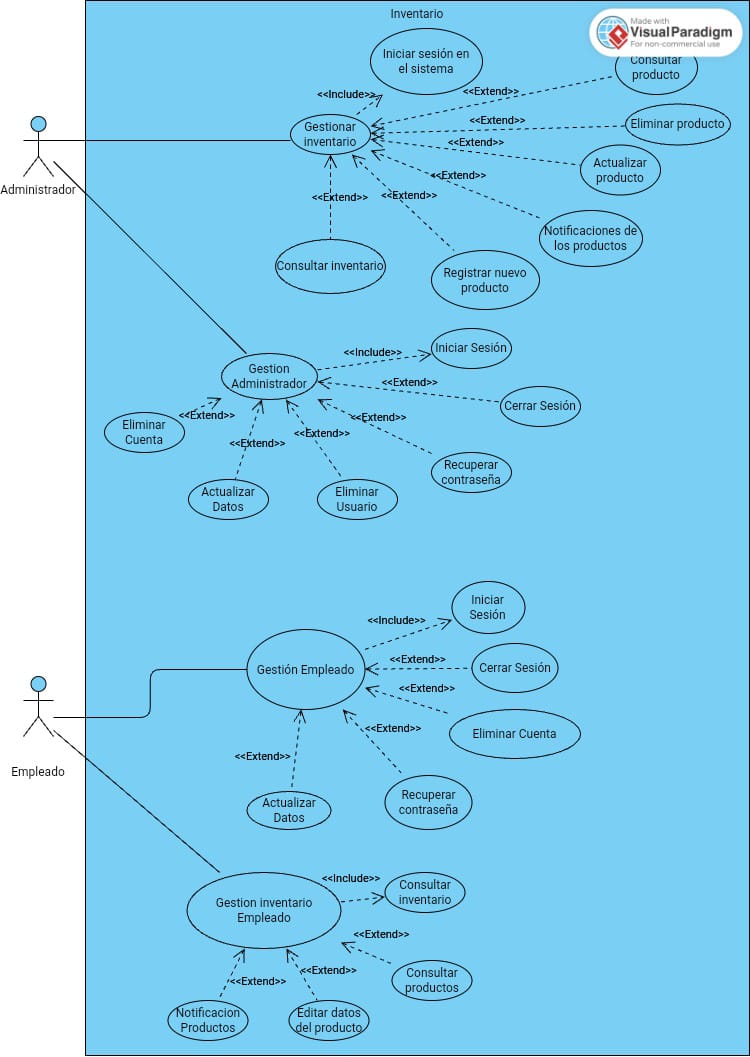 Inventario
Made with
VisualParadigm
For non-commercial use
Iniciar sesión en
el sistema
Consultar
producto
<<Include>>
<<Extend>>
Gestionar
inventario
<<Extend>>
Eliminar producto
<<Extend>>
Actualizar
producto
Administrador
<<Extend>>
<<Extend>>
<<Extend>>
Notificaciones de
los productos
Consultar inventario
Registrar nuevo
producto
<<Include>>
Iniciar Sesión
Gestion
Administrador
<<Extend>>
Cerrar Sesión
<<Extend>>
Eliminar
Cuenta
<<Extend>>
<<Extend>>
<<Extend>>
Recuperar
contraseña
Actualizar
Datos
Eliminar
Usuario
Iniciar
Sesión
<<Include>>
Gestión Empleado
<<Extend>>
Cerrar Sesión
<<Extend>>
Eliminar Cuenta
<<Extend>>
<<Extend>>
Empleado
Actualizar
Datos
Recuperar
contraseña
<<Include>>
Consultar
inventario
Gestion inventario
Empleado
<<Extend>>
<<Extend>>
<<Extend>>
Consultar
productos
Notificacion
Productos
Editar datos
del producto